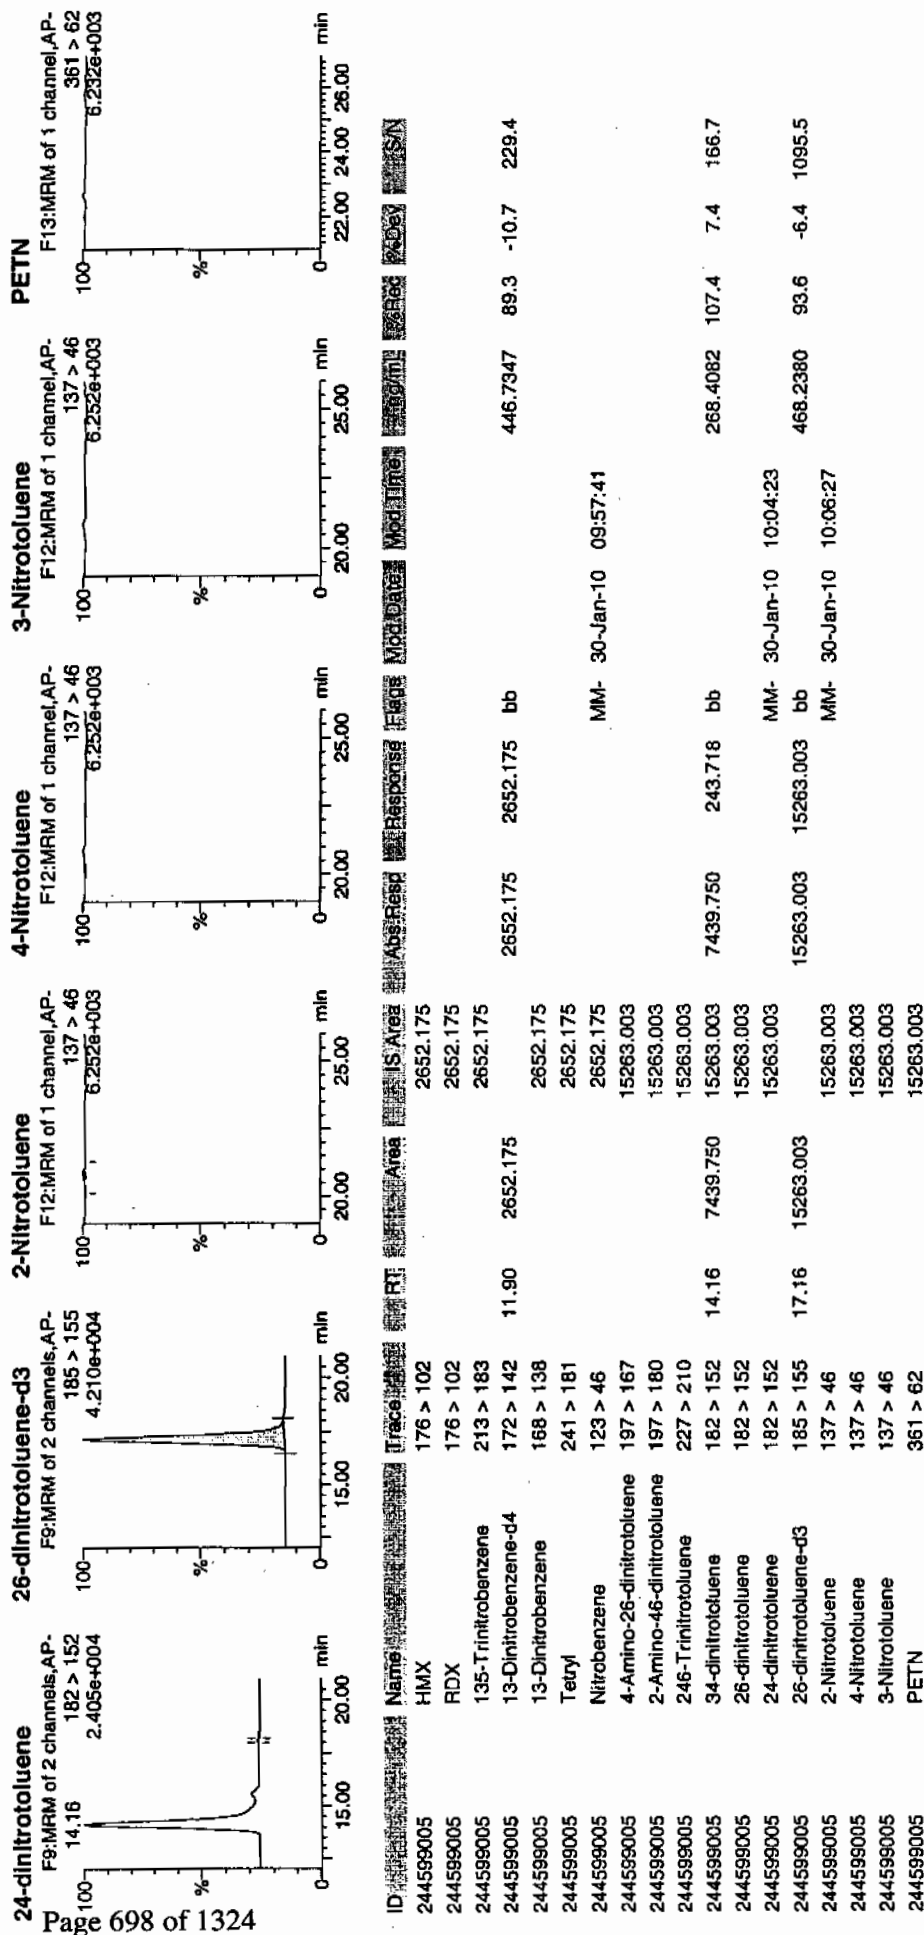 24-dinitrotoluene
F9:MRM of 2 channels,AP-
14.16 182 > 152
2.405e+004
100
%
0
15.00 20.00 min
26-dinitrotoluene-d3
F9:MRM of 2 channels,AP-
185 > 155
4.210e+004
100
%
0
15.00 20.00 min
2-Nitrotoluene
F12:MRM of 1 channel,AP-
137 > 46
6.252e+003
100
%
0
20.00 25.00 min
4-Nitrotoluene
F12:MRM of 1 channel,AP-
137 > 46
6.252e+003
100
%
0
20.00 25.00 min
3-Nitrotoluene
F12:MRM of 1 channel,AP-
137 > 46
6.252e+003
100
%
0
20.00 25.00 min
PETN
F13:MRM of 1 channel,AP-
361 > 62
6.232e+003
100
%
0
22.00 24.00 26.00 min
ID Name Trace RT Area IS Area Abs.Resp Response Flags Mod.Date Mod.Time ng/mL %Rec %Dev S/N
244599005 HMX 176 > 102 2652.175
244599005 RDX 176 > 102 2652.175
244599005 135-Trinitrobenzene 213 > 183 2652.175
244599005 13-Dinitrobenzene-d4 172 > 142 11.90 2652.175 2652.175 2652.175 bb 446.7347 89.3 -10.7 229.4
244599005 13-Dinitrobenzene 168 > 138 2652.175
244599005 Tetryl 241 > 181 2652.175
244599005 Nitrobenzene 123 > 46 2652.175 MM- 30-Jan-10 09:57:41
244599005 4-Amino-26-dinitrotoluene 197 > 167 15263.003
244599005 2-Amino-46-dinitrotoluene 197 > 180 15263.003
244599005 246-Trinitrotoluene 227 > 210 15263.003
244599005 34-dinitrotoluene 182 > 152 14.16 7439.750 15263.003 7439.750 243.718 bb 268.4082 107.4 7.4 166.7
244599005 26-dinitrotoluene 182 > 152 15263.003
244599005 24-dinitrotoluene 182 > 152 15263.003 MM- 30-Jan-10 10:04:23
244599005 26-dinitrotoluene-d3 185 > 155 17.16 15263.003 15263.003 15263.003 bb 468.2380 93.6 -6.4 1095.5
244599005 2-Nitrotoluene 137 > 46 15263.003 MM- 30-Jan-10 10:06:27
244599005 4-Nitrotoluene 137 > 46 15263.003
244599005 3-Nitrotoluene 137 > 46 15263.003
244599005 PETN 361 > 62 15263.003
Page 698 of 1324